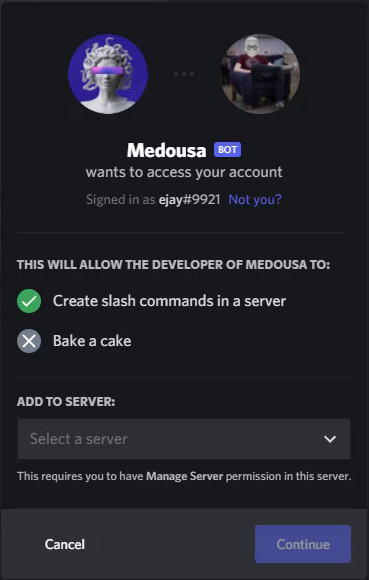 Medousa BOT
wants to access your account
Signed in as ejay#9921 Not you?
THIS WILL ALLOW THE DEVELOPER OF MEDOUSA TO:
Create slash commands in a server
Bake a cake
ADD TO SERVER:
Select a server
This requires you to have Manage Server permission in this server.
Cancel Continue